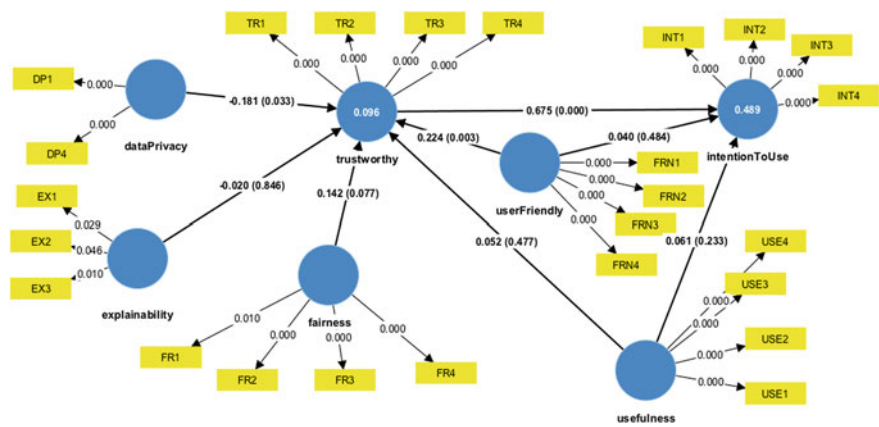 TR1
TR2
TR3
TR4
INT1
INT2
INT3
INT4
0.000
0.000
0.000
0.000
0.000
0.000
0.000
0.000
DP1
0.000
DP4
0.000
dataPrivacy
-0.181 (0.033)
0.096
trustworthy
0.675 (0.000)
0.489
intentionToUse
0.224 (0.003)
0.040 (0.484)
userFriendly
0.000
FRN1
0.000
FRN2
0.000
FRN3
0.000
FRN4
-0.020 (0.846)
0.142 (0.077)
0.052 (0.477)
0.061 (0.233)
EX1
0.029
EX2
0.046
EX3
0.010
explainability
fairness
0.010
0.000
0.000
0.000
FR1
FR2
FR3
FR4
USE4
0.000
USE3
0.000
USE2
0.000
USE1
0.000
usefulness